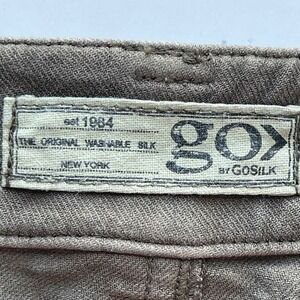 est 1984
THE ORIGINAL WASHABLE SILK
NEW YORK
go>
BY GOSILK